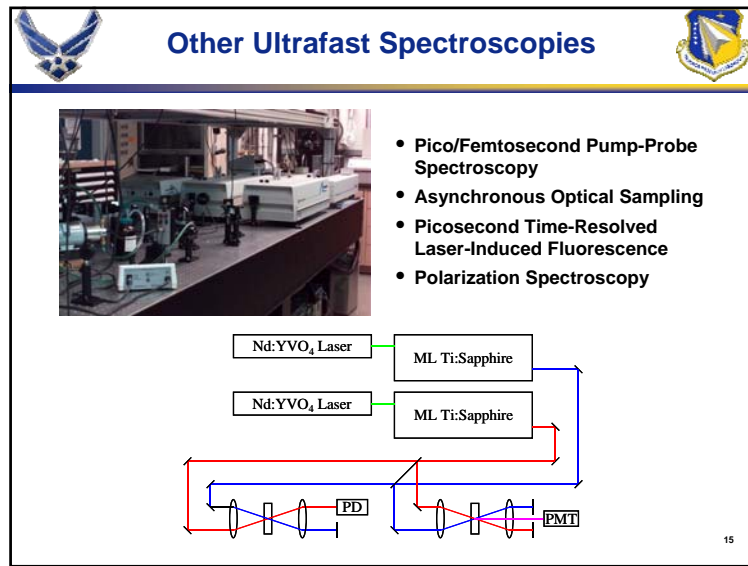 Other Ultrafast Spectroscopies
• Pico/Femtosecond Pump-Probe
Spectroscopy
• Asynchronous Optical Sampling
• Picosecond Time-Resolved
Laser-Induced Fluorescence
• Polarization Spectroscopy
Nd:YVO₄ Laser
ML Ti:Sapphire
Nd:YVO₄ Laser
ML Ti:Sapphire
PD
PMT
15